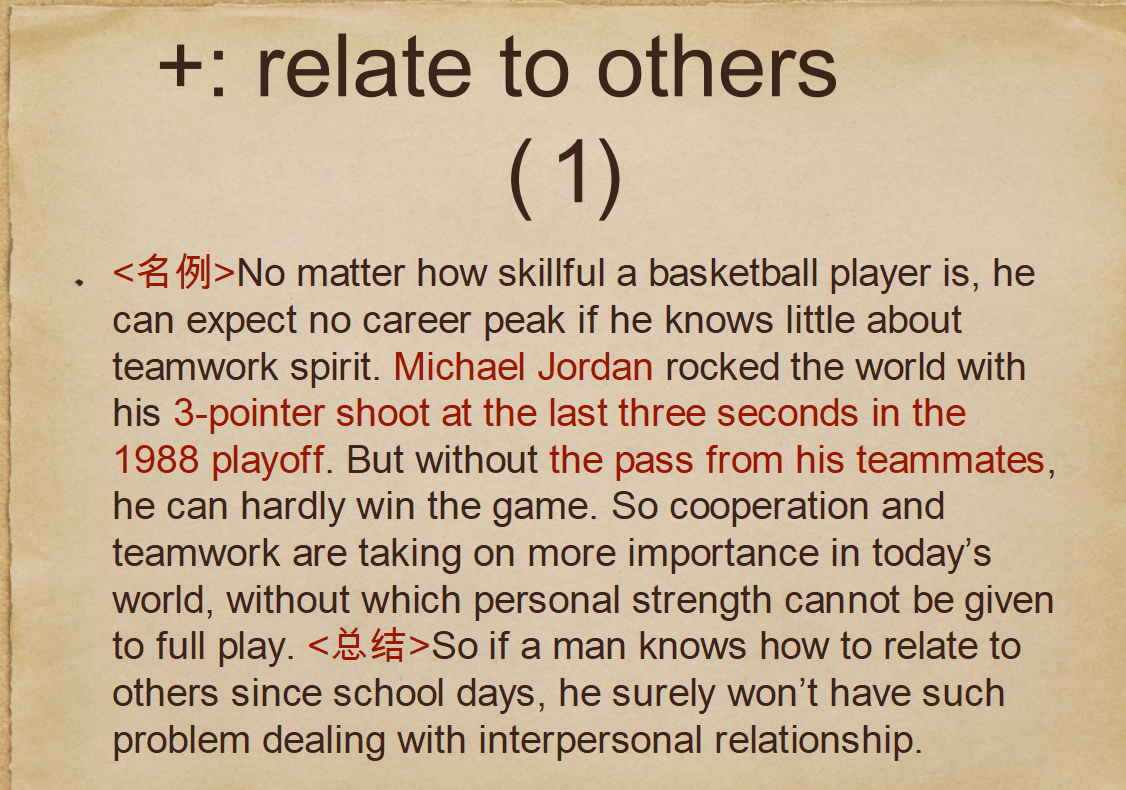 +: relate to others
( 1)
<名例>No matter how skillful a basketball player is, he
can expect no career peak if he knows little about
teamwork spirit. Michael Jordan rocked the world with
his 3-pointer shoot at the last three seconds in the
1988 playoff. But without the pass from his teammates,
he can hardly win the game. So cooperation and
teamwork are taking on more importance in today’s
world, without which personal strength cannot be given
to full play. <总结>So if a man knows how to relate to
others since school days, he surely won’t have such
problem dealing with interpersonal relationship.